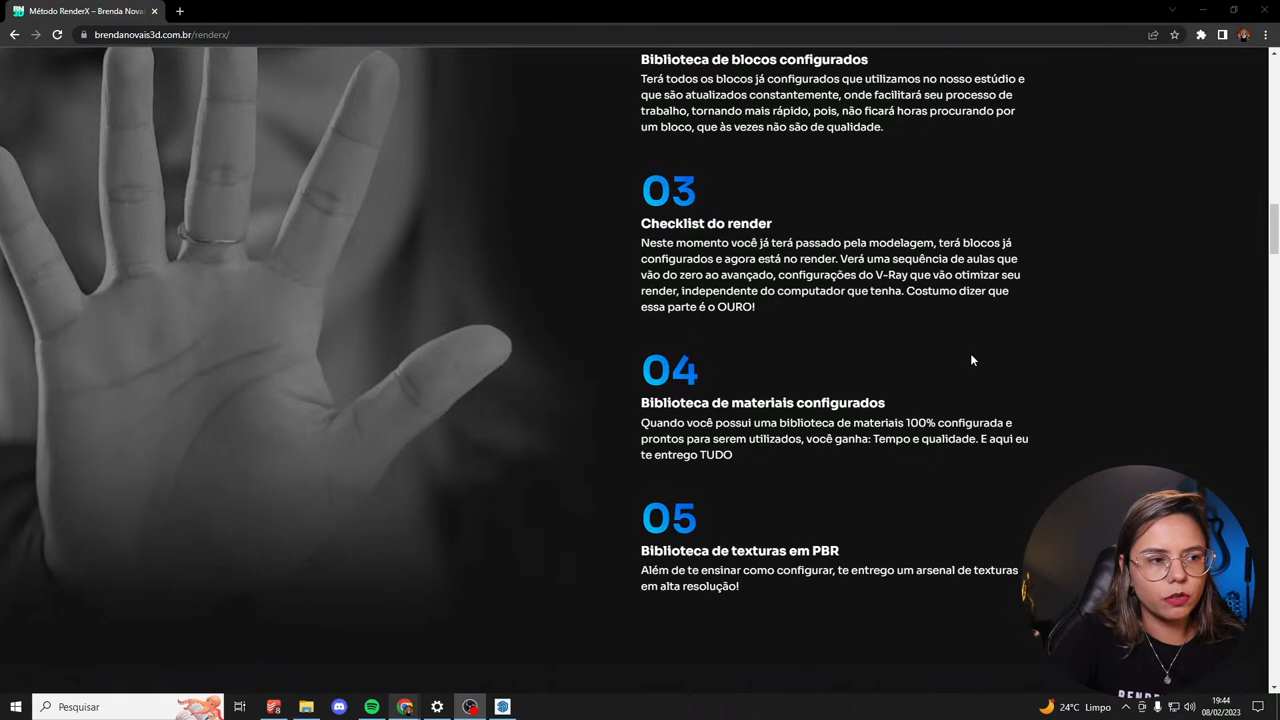 Método RenderX – Brenda Novai
brendanovais3d.com.br/renderx/
Biblioteca de blocos configurados
Terá todos os blocos já configurados que utilizamos no nosso estúdio e
que são atualizados constantemente, onde facilitará seu processo de
trabalho, tornando mais rápido, pois, não ficará horas procurando por
um bloco, que às vezes não são de qualidade.
03
Checklist do render
Neste momento você já terá passado pela modelagem, terá blocos já
configurados e agora está no render. Verá uma sequência de aulas que
vão do zero ao avançado, configurações do V-Ray que vão otimizar seu
render, independente do computador que tenha. Costumo dizer que
essa parte é o OURO!
04
Biblioteca de materiais configurados
Quando você possui uma biblioteca de materiais 100% configurada e
prontos para serem utilizados, você ganha: Tempo e qualidade. E aqui eu
te entrego TUDO
05
Biblioteca de texturas em PBR
Além de te ensinar como configurar, te entrego um arsenal de texturas
em alta resolução!
RENDER
Pesquisar
24°C Limpo
19:44
08/02/2023